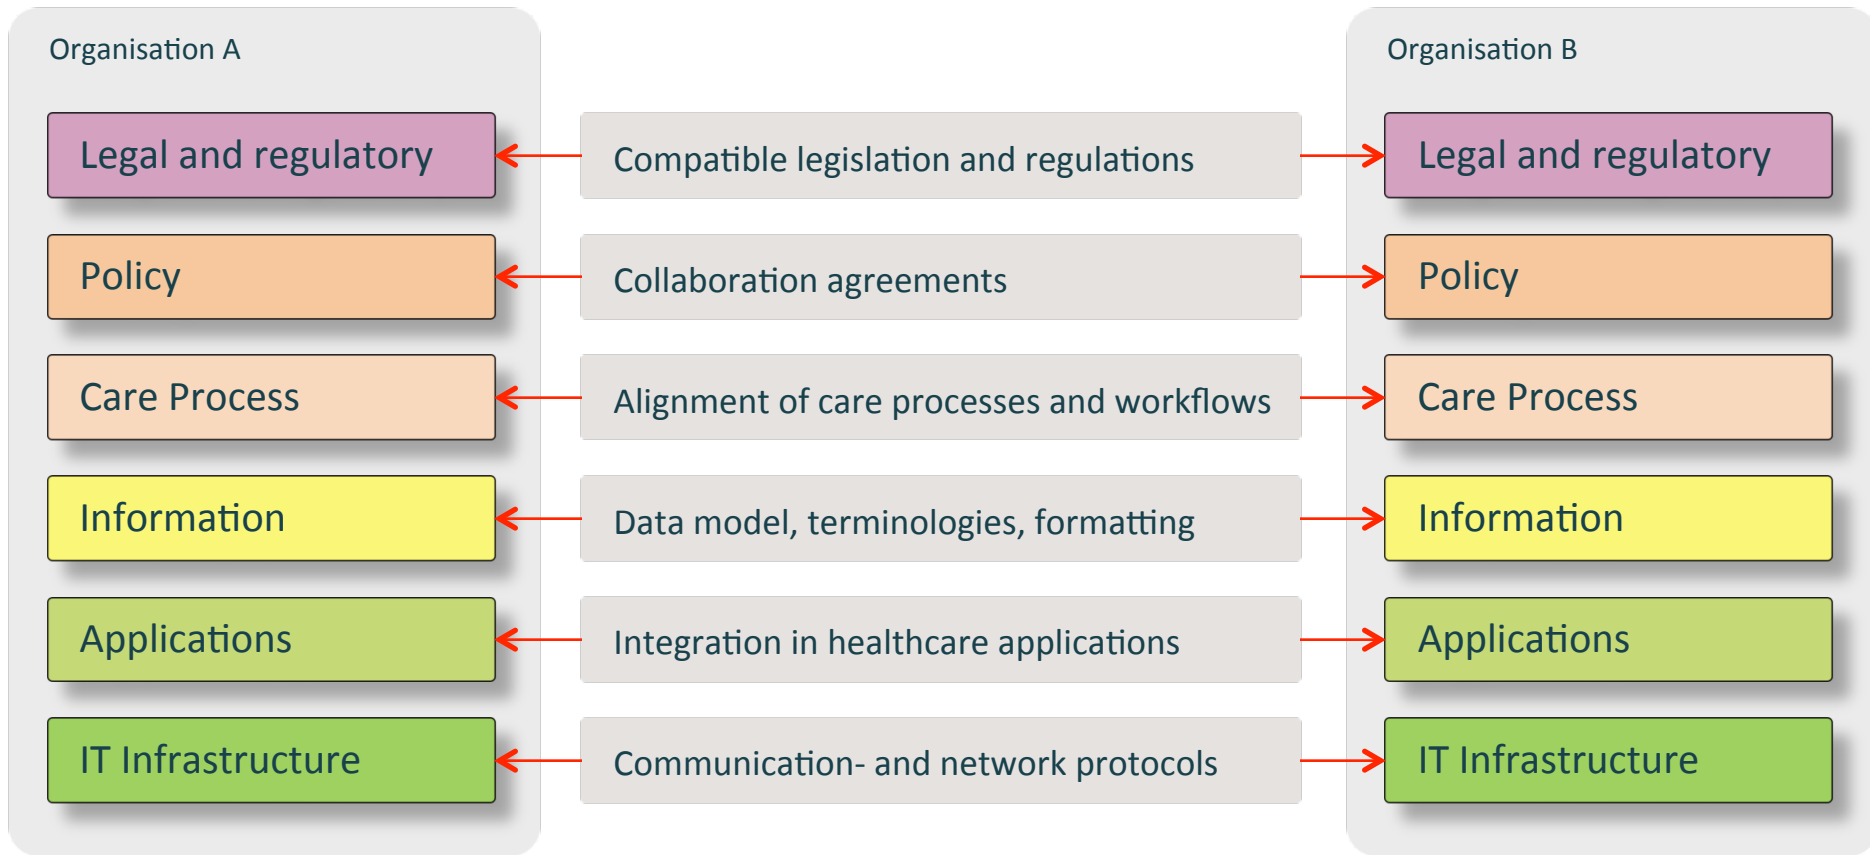 Organisation A
Organisation B
Legal and regulatory
Compatible legislation and regulations
Legal and regulatory
Policy
Collaboration agreements
Policy
Care Process
Alignment of care processes and workflows
Care Process
Information
Data model, terminologies, formatting
Information
Applications
Integration in healthcare applications
Applications
IT Infrastructure
Communication- and network protocols
IT Infrastructure